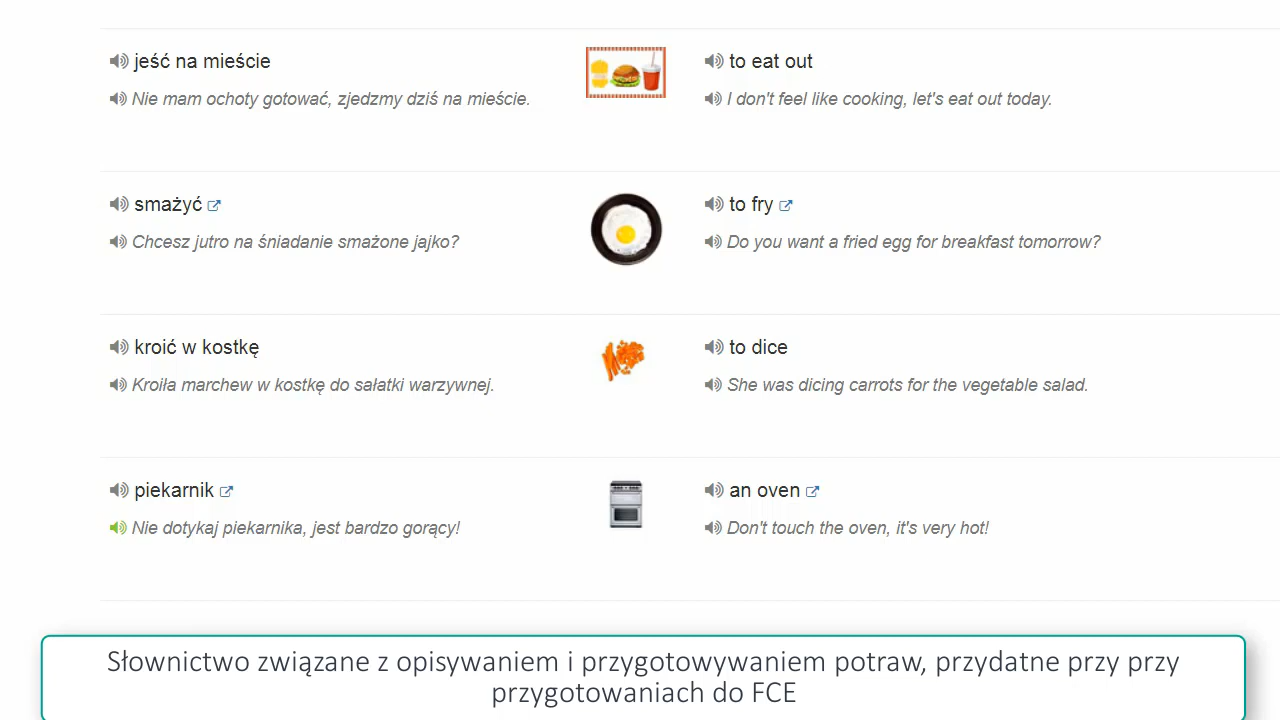 jeść na mieście
to eat out
Nie mam ochoty gotować, zjedzmy dziś na mieście.
I don't feel like cooking, let's eat out today.
smażyć
to fry
Chcesz jutro na śniadanie smażone jajko?
Do you want a fried egg for breakfast tomorrow?
kroić w kostkę
to dice
Kroiła marchew w kostkę do sałatki warzywnej.
She was dicing carrots for the vegetable salad.
piekarnik
an oven
Nie dotykaj piekarnika, jest bardzo gorący!
Don't touch the oven, it's very hot!
Słownictwo związane z opisywaniem i przygotowywaniem potraw, przydatne przy przy
przygotowaniach do FCE